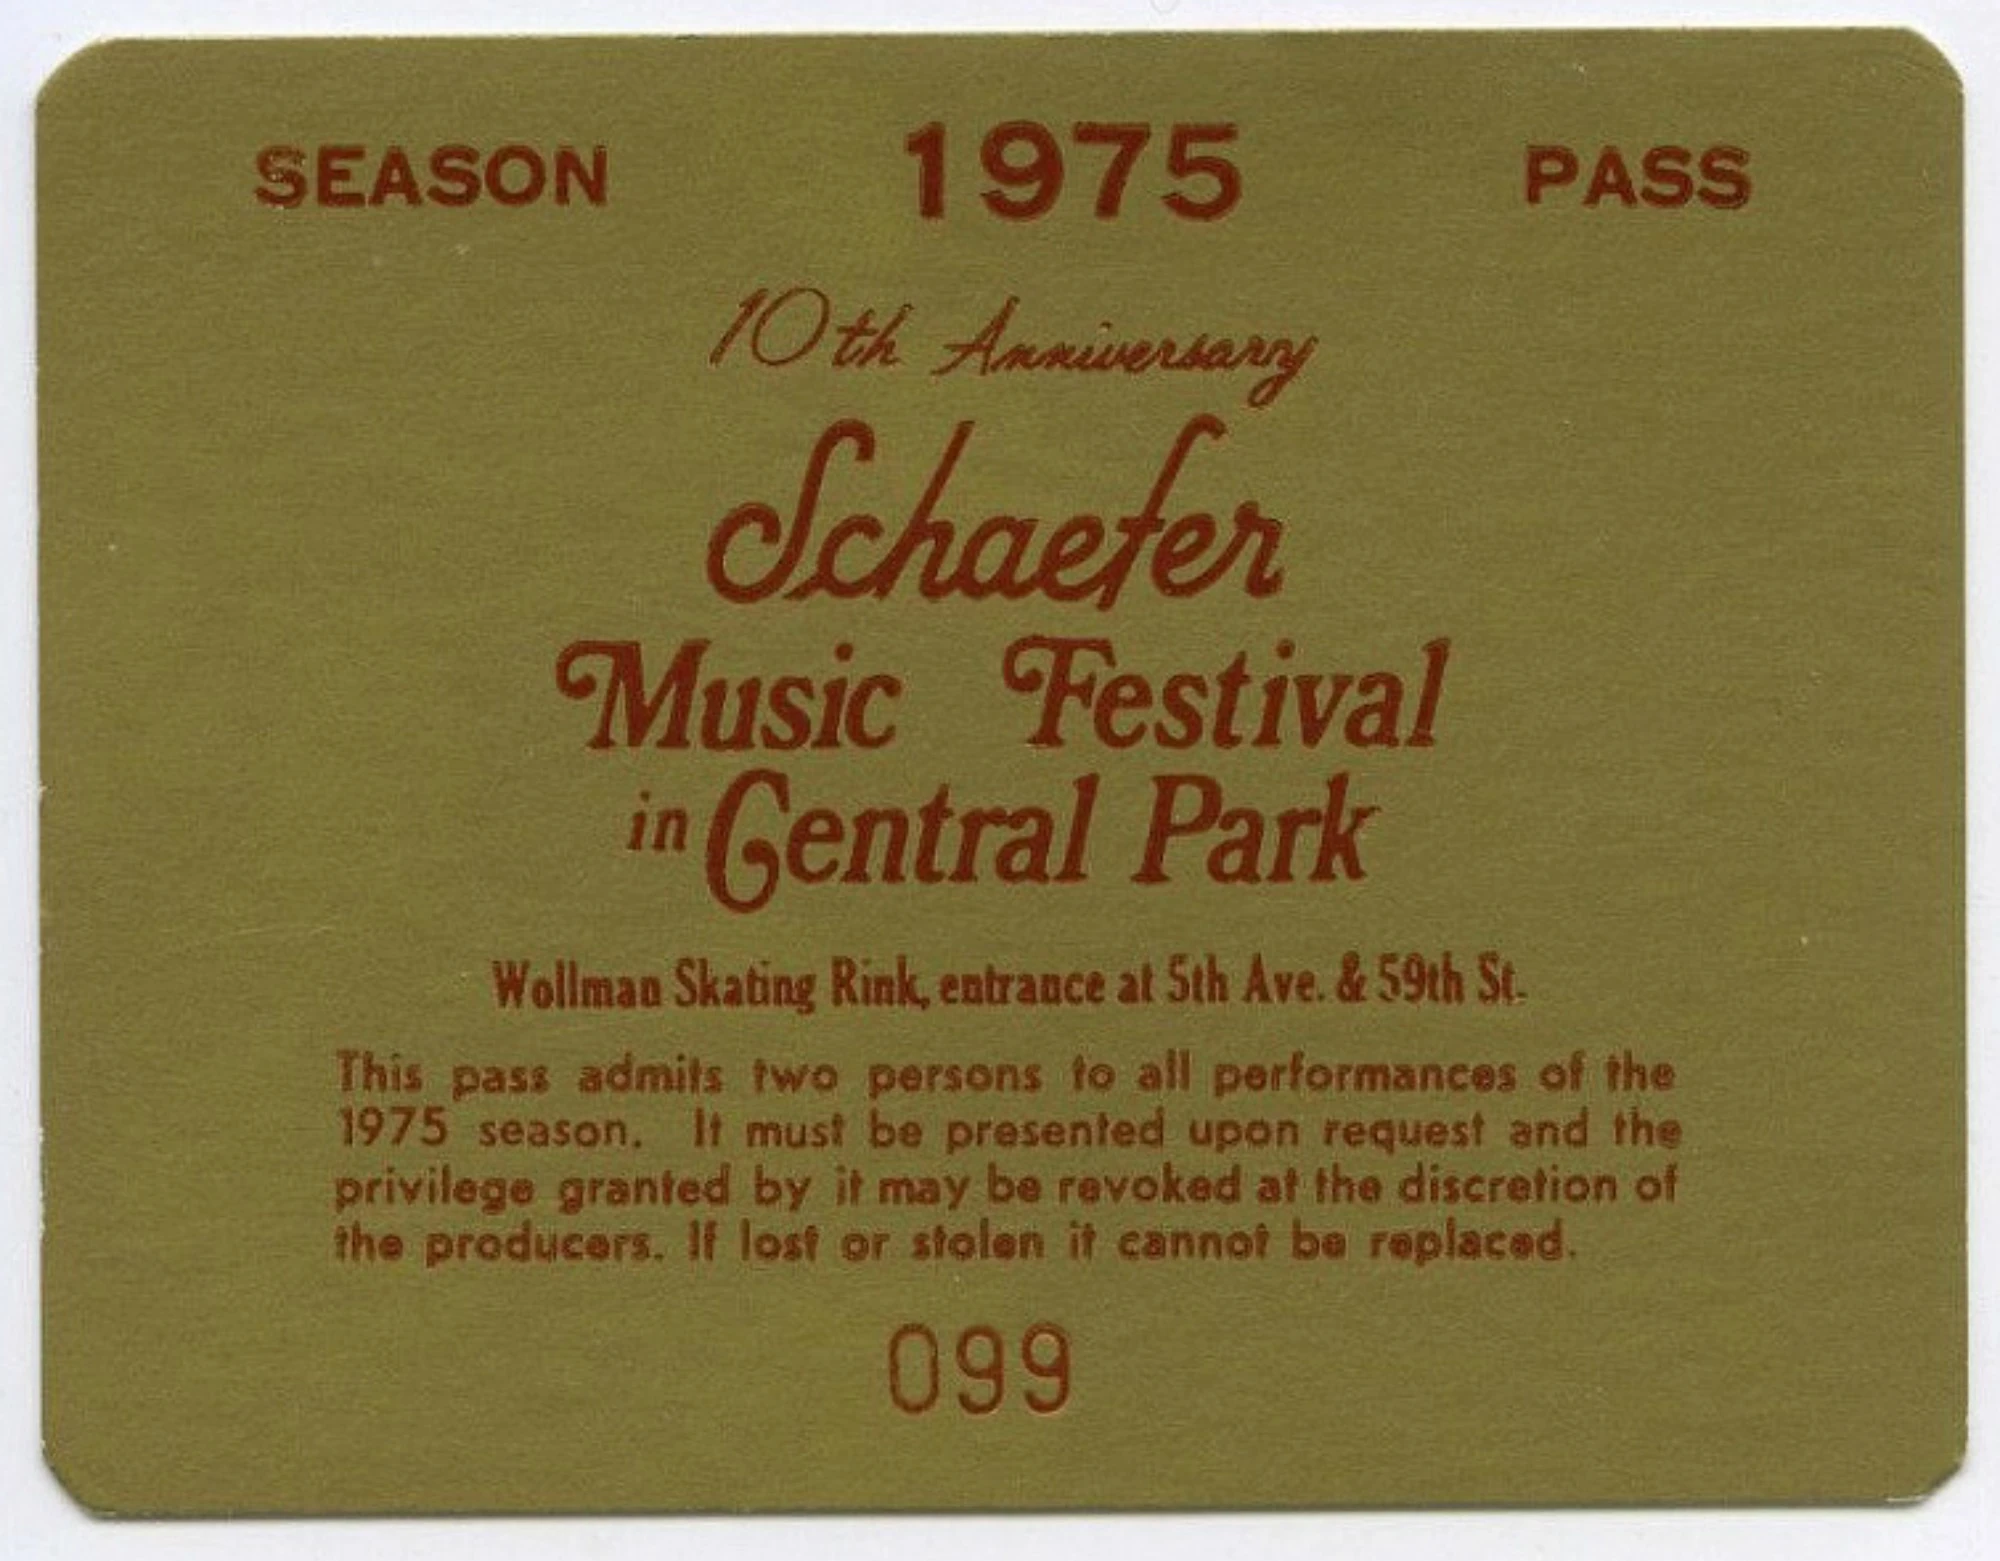 SEASON 1975 PASS
10th Anniversary
Schaefer
Music Festival
in Central Park
Wollman Skating Rink, entrance at 5th Ave. & 59th St.
This pass admits two persons to all performances of the
1975 season. It must be presented upon request and the
privilege granted by it may be revoked at the discretion of
the producers. If lost or stolen it cannot be replaced.
099